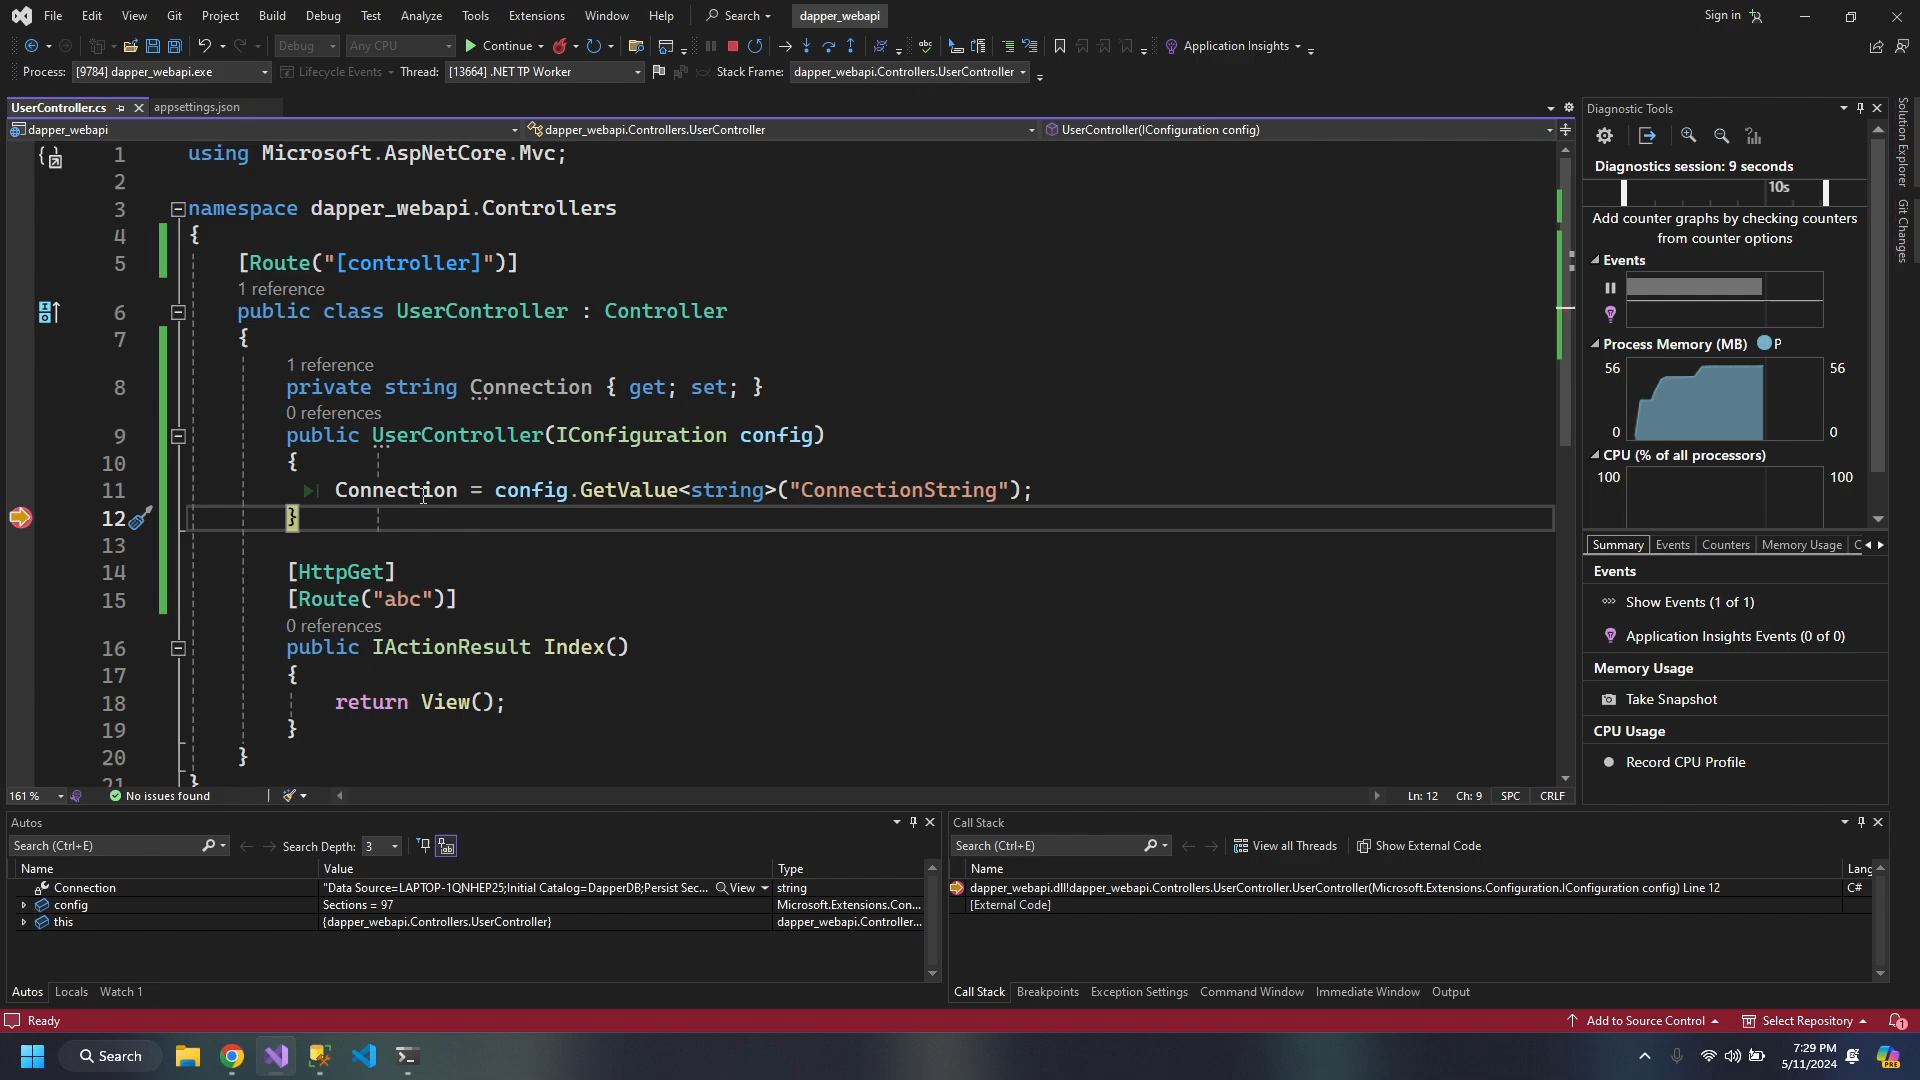 File Edit View Git Project Build Debug Test Analyze Tools Extensions Window Help Search dapper_webapi Sign in
Debug Any CPU Continue abc Application Insights
Process: [9784] dapper_webapi.exe Lifecycle Events Thread: [13664] .NET TP Worker Stack Frame: dapper_webapi.Controllers.UserController
UserController.cs appsettings.json
dapper_webapi dapper_webapi.Controllers.UserController UserController(IConfiguration config)
1 using Microsoft.AspNetCore.Mvc;
2
3 namespace dapper_webapi.Controllers
4 {
5 [Route("[controller]")]
1 reference
6 public class UserController : Controller
7 {
1 reference
8 private string Connection { get; set; }
0 references
9 public UserController(IConfiguration config)
10 {
11 Connection = config.GetValue<string>("ConnectionString");
12 }
13
14 [HttpGet]
15 [Route("abc")]
0 references
16 public IActionResult Index()
17 {
18 return View();
19 }
20 }
21 }
161 % No issues found Ln: 12 Ch: 9 SPC CRLF
Diagnostic Tools
Diagnostics session: 9 seconds
10s
Add counter graphs by checking counters
from counter options
Events
Process Memory (MB) P
56 56
0 0
CPU (% of all processors)
100 100
Summary Events Counters Memory Usage C
Events
Show Events (1 of 1)
Application Insights Events (0 of 0)
Memory Usage
Take Snapshot
CPU Usage
Record CPU Profile
Solution Explorer
Git Changes
Autos
Search (Ctrl+E) Search Depth: 3
Name Value Type
Connection "Data Source=LAPTOP-1QNHEP25;Initial Catalog=DapperDB;Persist Sec... View string
config Sections = 97 Microsoft.Extensions.Con...
this {dapper_webapi.Controllers.UserController} dapper_webapi.Controller...
Autos Locals Watch 1
Call Stack
Search (Ctrl+E) View all Threads Show External Code
Name Lang
dapper_webapi.dll!dapper_webapi.Controllers.UserController.UserController(Microsoft.Extensions.Configuration.IConfiguration config) Line 12 C#
[External Code]
Call Stack Breakpoints Exception Settings Command Window Immediate Window Output
Ready Add to Source Control Select Repository 1
Search 7:29 PM
5/11/2024
PRE